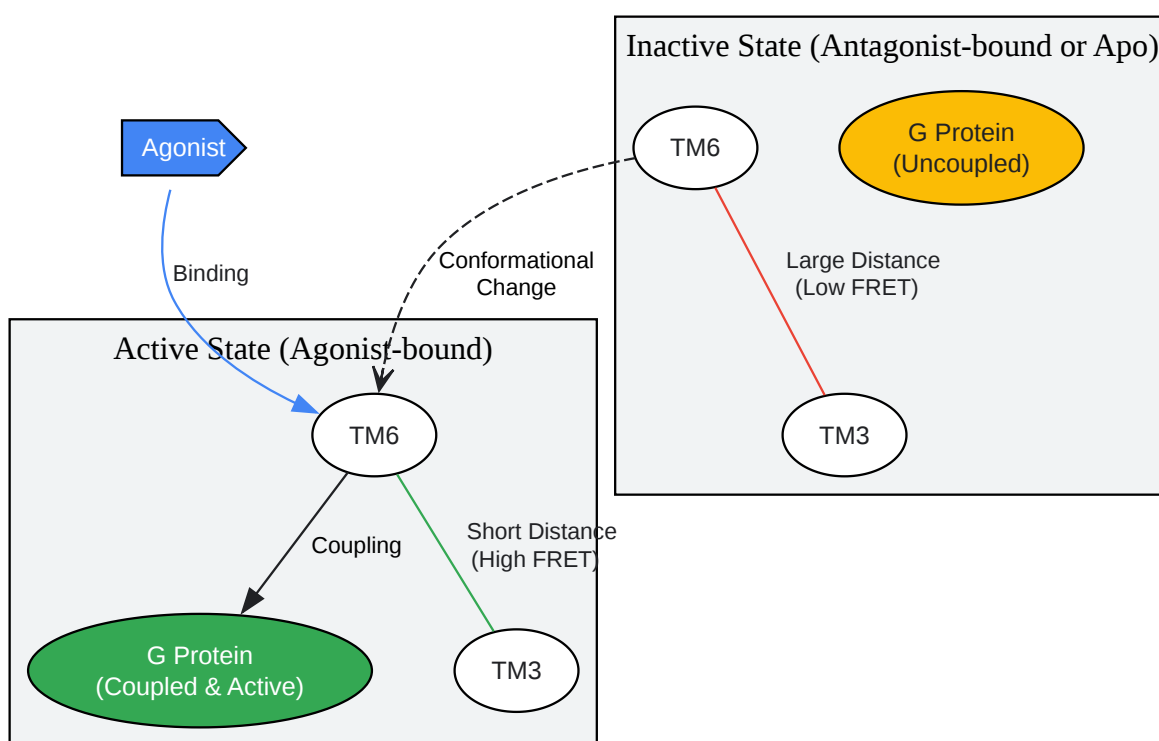 Inactive State (Antagonist-bound or Apo)
TM6
G Protein
(Uncoupled)
Agonist
Binding
Conformational
Change
Large Distance
(Low FRET)
TM3
Active State (Agonist-bound)
TM6
Coupling
Short Distance
(High FRET)
G Protein
(Coupled & Active)
TM3